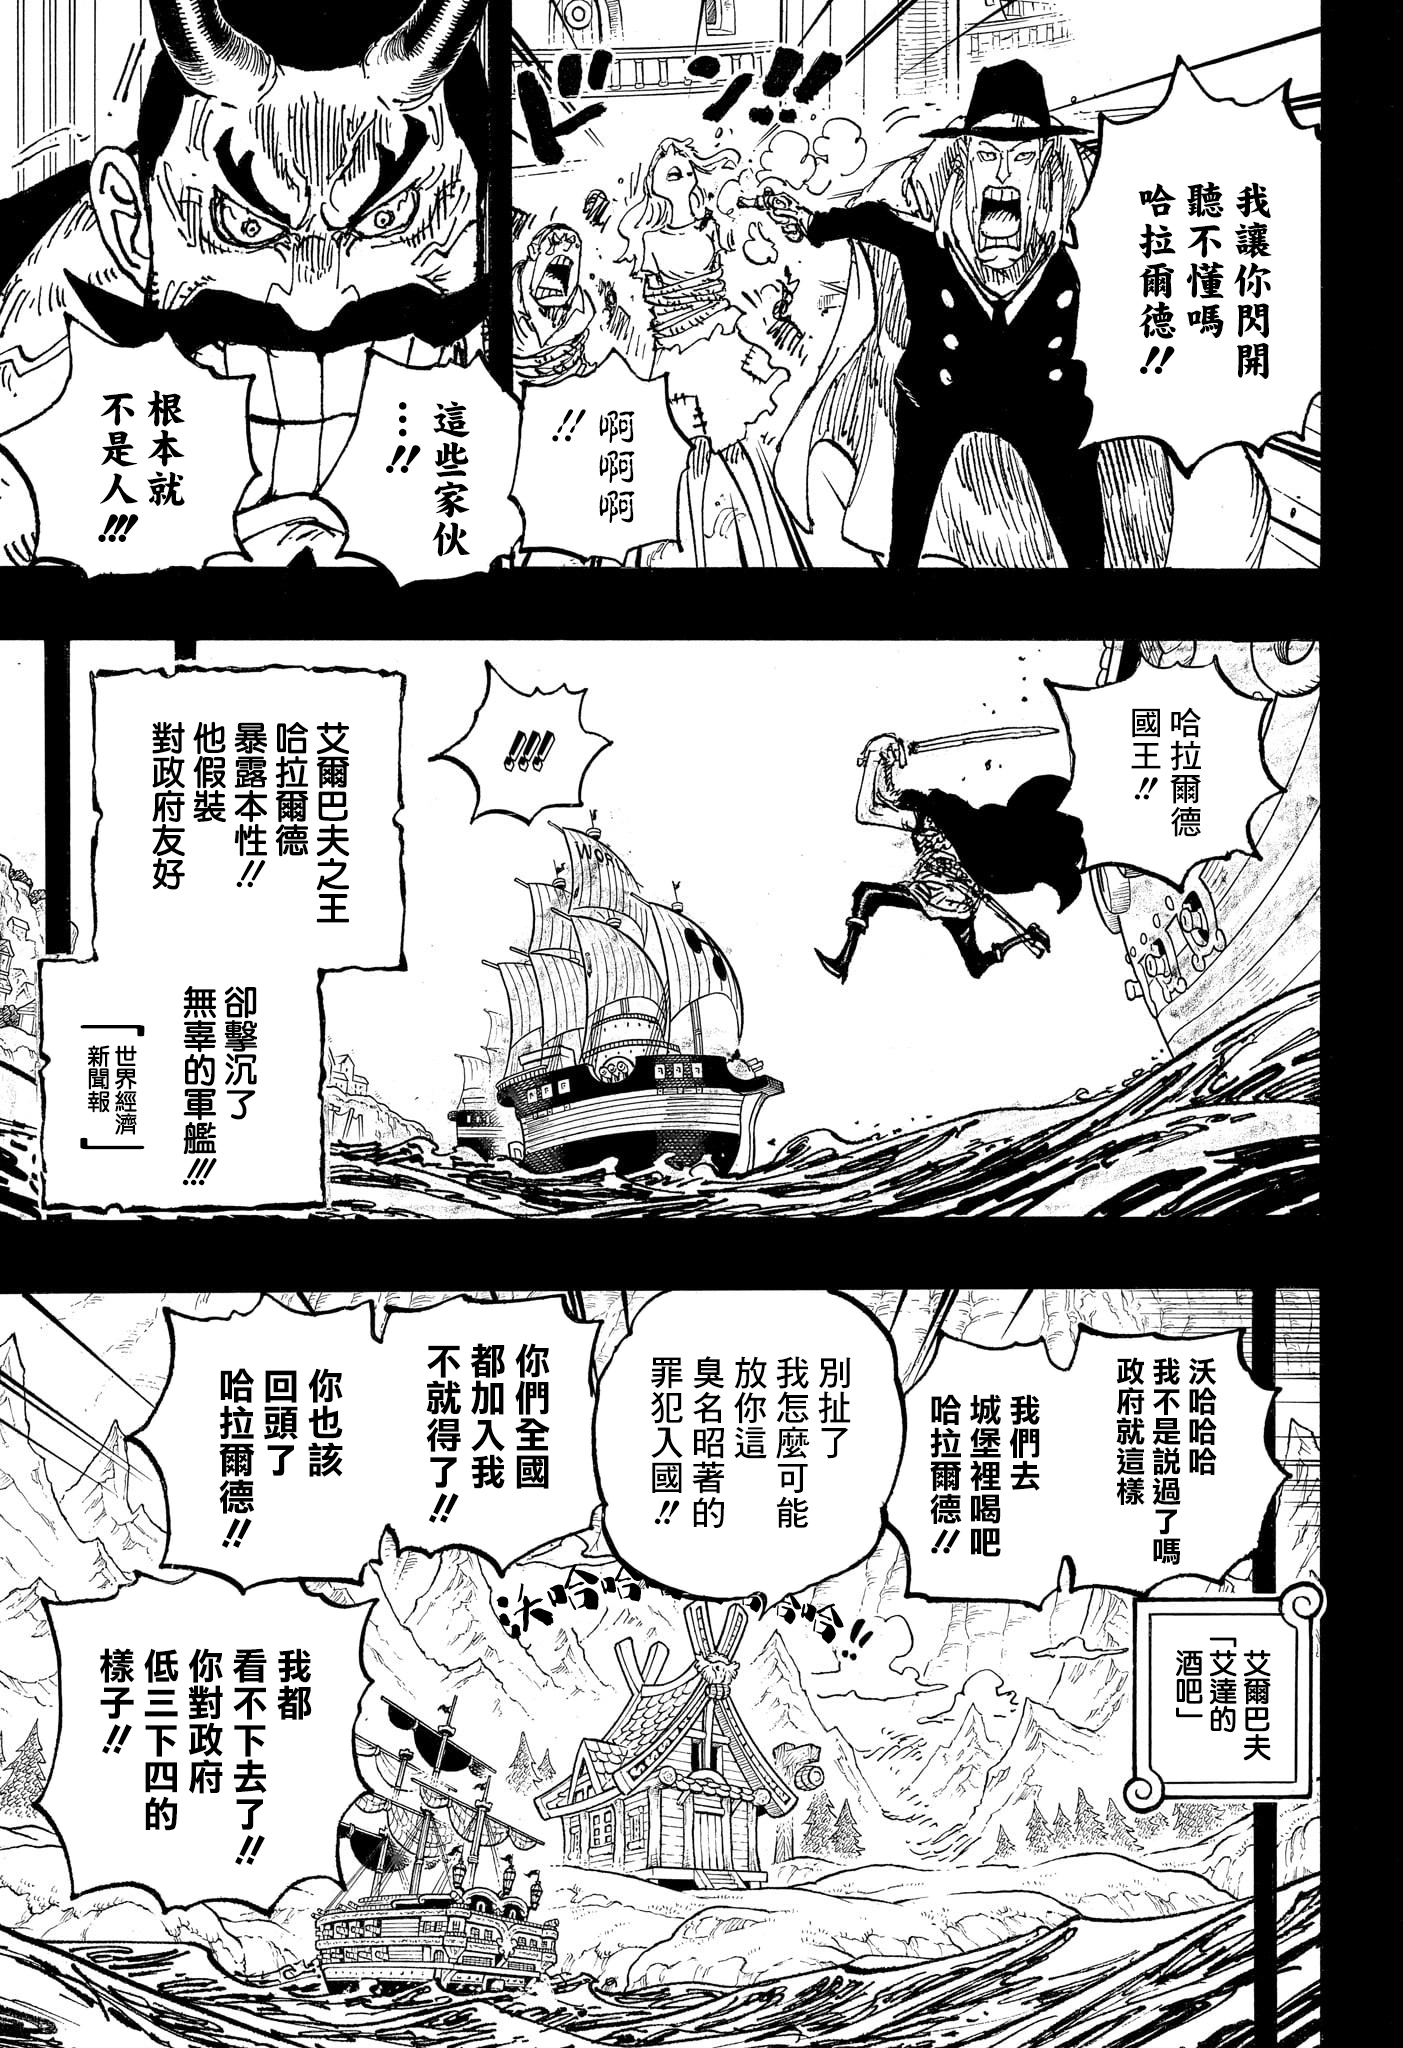 我讓你閃開
聽不懂嗎
哈拉爾德!!
ドン!!
啊啊啊
!!
這些家伙
…!!
根本就
不是人!!!
哈拉爾德
國王!!
WORL
!!!
艾爾巴夫之王
哈拉爾德
暴露本性!!
他假裝
對政府友好
卻擊沉了
無辜的軍艦!!!
「世界經濟
新聞報」
沃哈哈哈
我不是說過了嗎
政府就這樣
我們去
城堡裡喝吧
哈拉爾德!!
艾爾巴夫
「艾達的
酒吧」
別扯了
我怎麼可能
放你這
臭名昭著的
罪犯入國!!
你們全國
都加入我
不就得了!!
你也該
回頭了
哈拉爾德!!
我都
看不下去了!!
你對政府
低三下四的
樣子!!